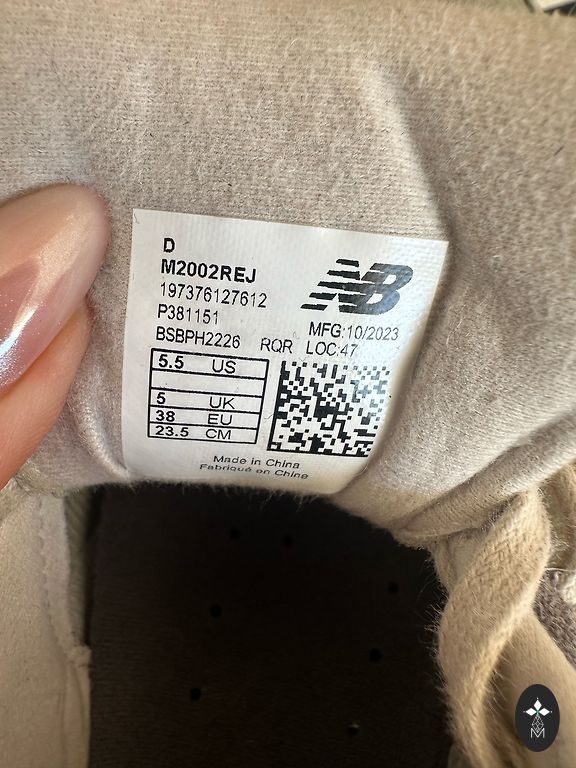 D
M2002REJ
197376127612
P381151
BSBPH2226 RQR LOC:47
NB
MFG:10/2023
5.5 US
5 UK
38 EU
23.5 CM
Made in China
Fabriqué en Chine
M